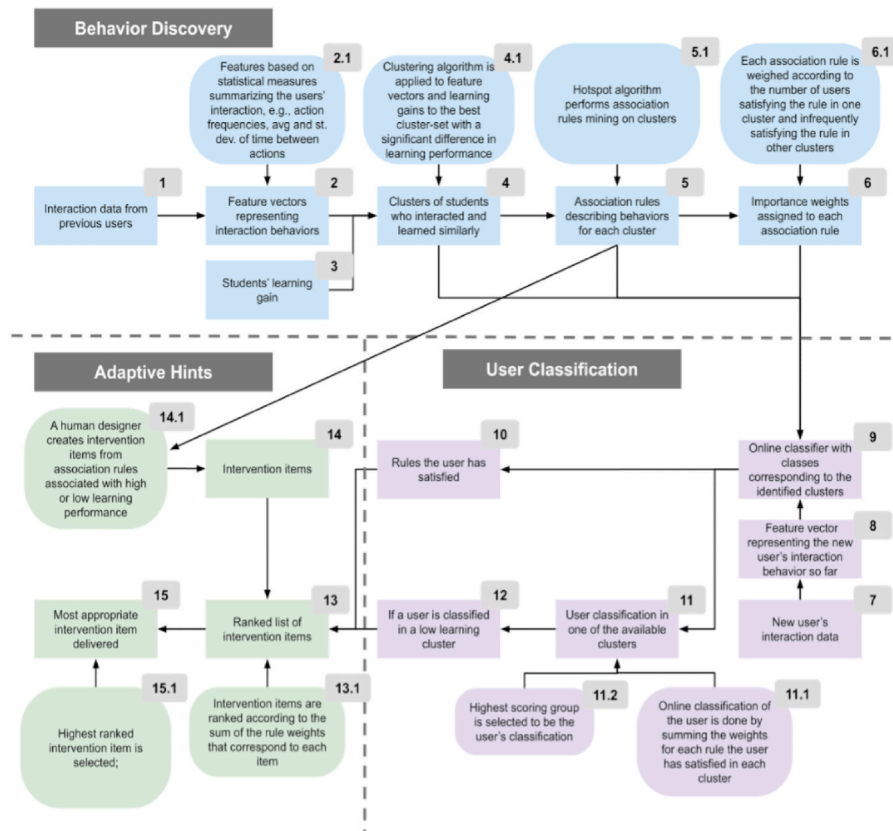 Behavior Discovery
2.1
Features based on
statistical measures
summarizing the users'
interaction, e.g., action
frequencies, avg and st.
dev. of time between
actions
4.1
Clustering algorithm is
applied to feature
vectors and learning
gains to the best
cluster-set with a
significant difference in
learning performance
5.1
Hotspot algorithm
performs association
rules mining on clusters
6.1
Each association rule is
weighed according to
the number of users
satisfying the rule in one
cluster and infrequently
satisfying the rule in
other clusters
1
Interaction data from
previous users
2
Feature vectors
representing
interaction behaviors
4
Clusters of students
who interacted and
learned similarly
5
Association rules
describing behaviors
for each cluster
6
Importance weights
assigned to each
association rule
3
Students' learning
gain
Adaptive Hints
User Classification
14.1
A human designer
creates intervention
items from
association rules
associated with high
or low learning
performance
14
Intervention items
10
Rules the user has
satisfied
9
Online classifier with
classes
corresponding to the
identified clusters
8
Feature vector
representing the new
user's interaction
behavior so far
15
Most appropriate
intervention item
delivered
13
Ranked list of
intervention items
12
If a user is classified
in a low learning
cluster
11
User classification in
one of the available
clusters
7
New user's
interaction data
15.1
Highest ranked
intervention item is
selected;
13.1
Intervention items are
ranked according to the
sum of the rule weights
that correspond to each
item
11.2
Highest scoring group
is selected to be the
user's classification
11.1
Online classification of
the user is done by
summing the weights
for each rule the user
has satisfied in each
cluster